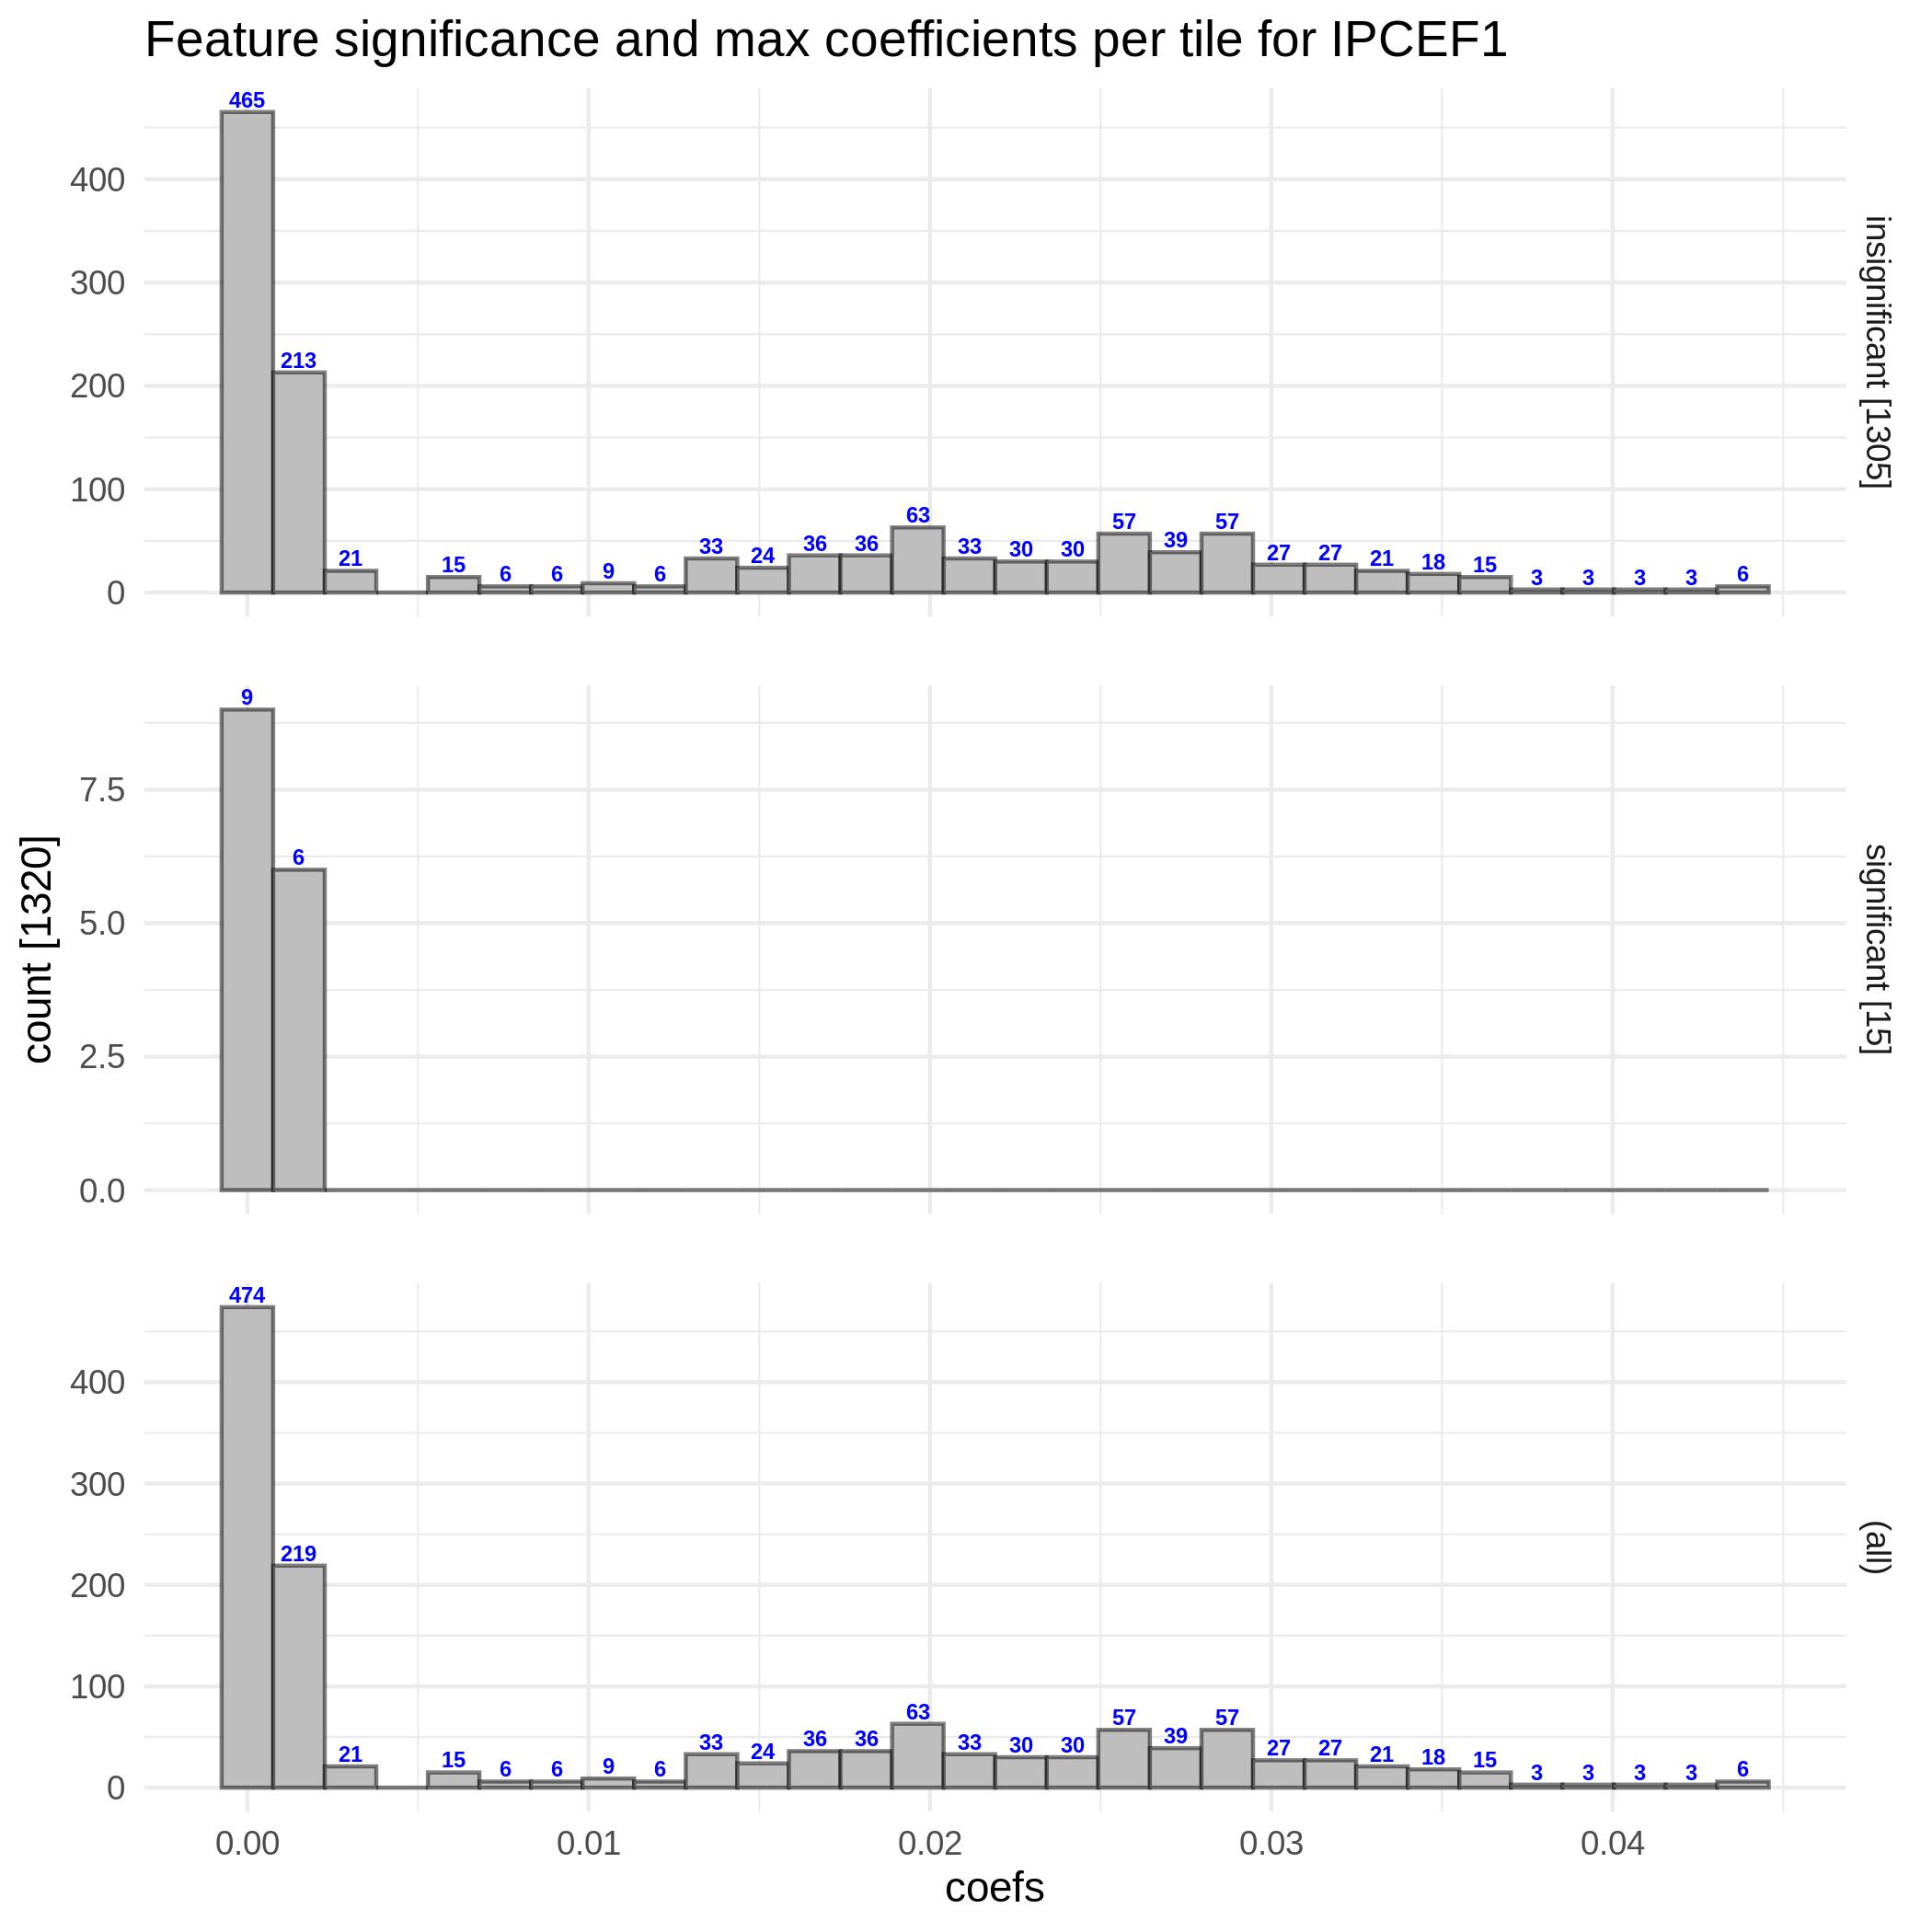 Feature significance and max coefficients per tile for IPCEF1
465
400
300
213
200
100
0
21 15 6 6 9 6 33 24 36 36 63 33 30 30 57 39 57 27 27 21 18 15 3 3 3 3 6
insignificant [1305]
count [1320]
9
7.5
6
5.0
2.5
0.0
significant [15]
474
400
300
219
200
100
0
21 15 6 6 9 6 33 24 36 36 63 33 30 30 57 39 57 27 27 21 18 15 3 3 3 3 6
(all)
0.00 0.01 0.02 0.03 0.04
coefs